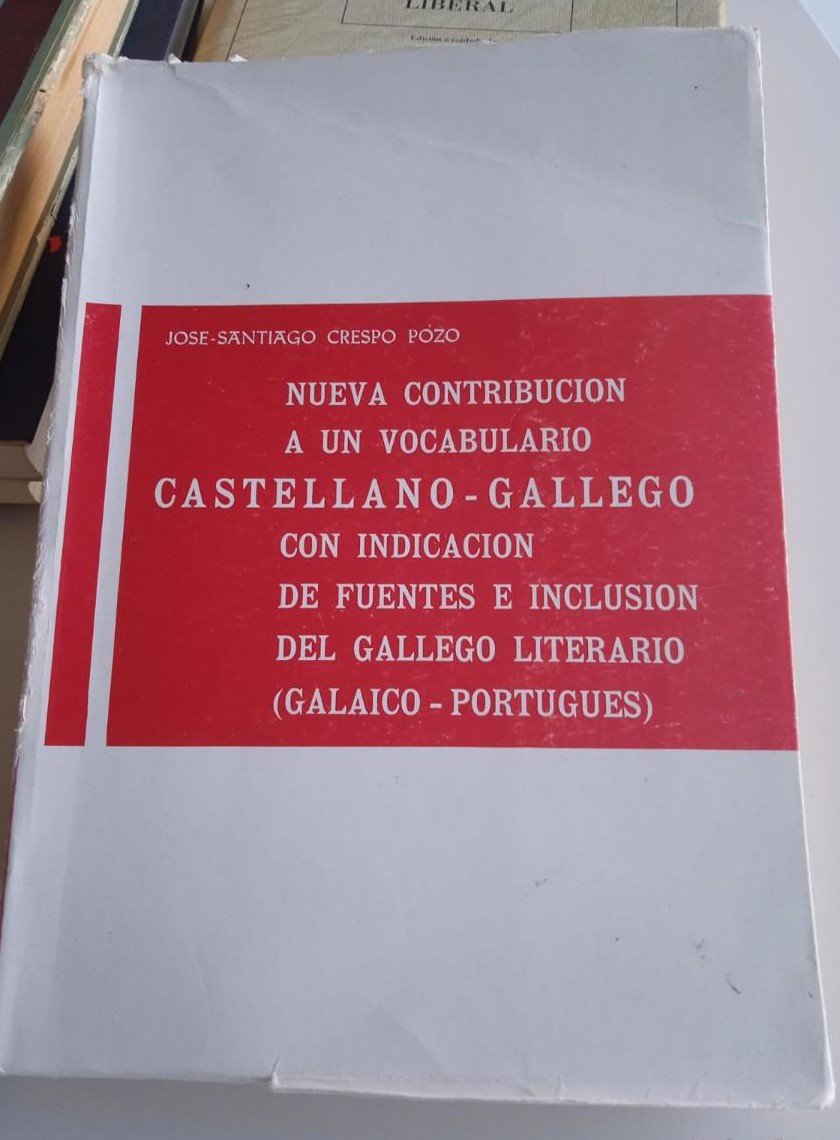 LIBERAL
JOSE-SANTIAGO CRESPO POZO
NUEVA CONTRIBUCION
A UN VOCABULARIO
CASTELLANO-GALLEGO
CON INDICACION
DE FUENTES E INCLUSION
DEL GALLEGO LITERARIO
(GALAICO-PORTUGUES)